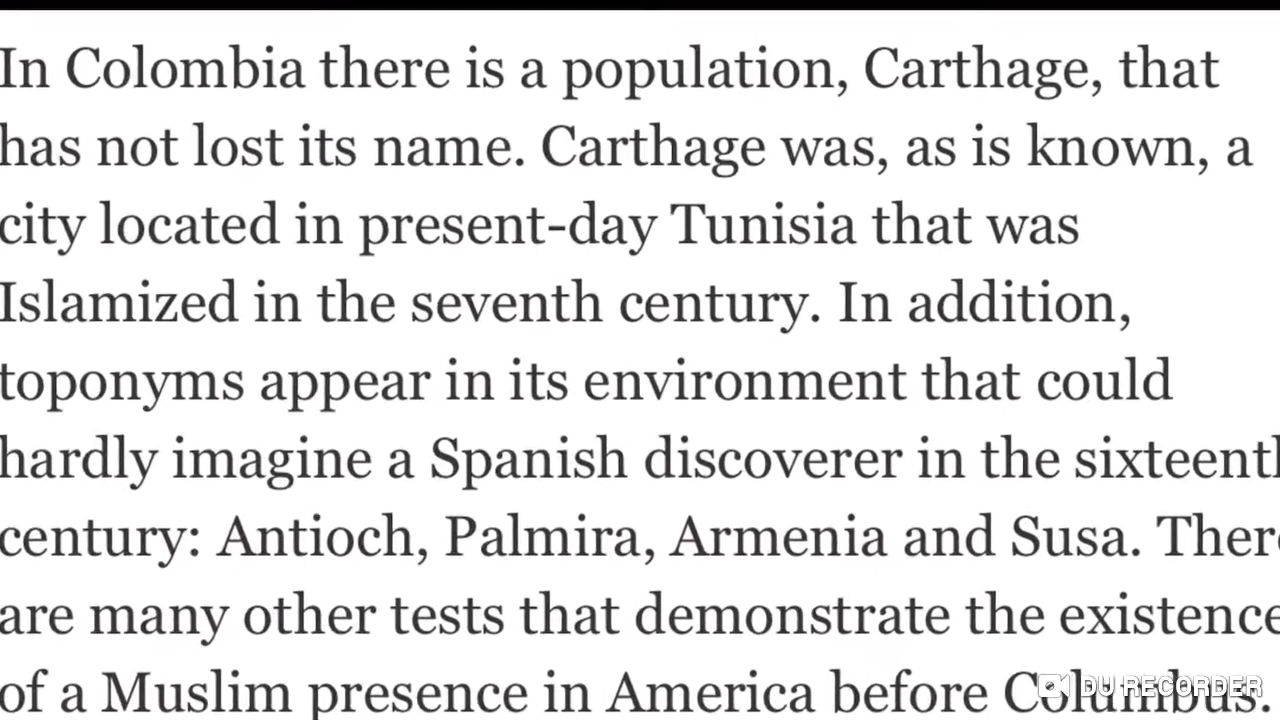 In Colombia there is a population, Carthage, that
has not lost its name. Carthage was, as is known, a
city located in present-day Tunisia that was
Islamized in the seventh century. In addition,
toponyms appear in its environment that could
hardly imagine a Spanish discoverer in the sixteenth
century: Antioch, Palmira, Armenia and Susa. There
are many other tests that demonstrate the existence
of a Muslim presence in America before Columbus.
DU RECORDER